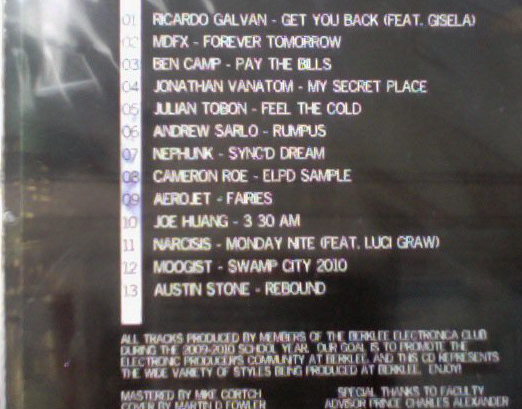 01 RICARDO GALVAN - GET YOU BACK (FEAT. GISELA)
02 MDFX - FOREVER TOMORROW
03 BEN CAMP - PAY THE BILLS
04 JONATHAN VANATOM - MY SECRET PLACE
05 JULIAN TOBON - FEEL THE COLD
06 ANDREW SARLO - RUMPUS
07 NEPHUNK - SYNC'D DREAM
08 CAMERON ROE - ELPD SAMPLE
09 AEROJET - FAIRIES
10 JOE HUANG - 3 30 AM
11 NARCISIS - MONDAY NITE (FEAT. LUCI GRAW)
12 MOOGIST - SWAMP CITY 2010
13 AUSTIN STONE - REBOUND
ALL TRACKS PRODUCED BY MEMBERS OF THE BERKLEE ELECTRONICA CLUB
DURING THE 2009-2010 SCHOOL YEAR. OUR GOAL IS TO PROMOTE THE
ELECTRONIC PRODUCER'S COMMUNITY AT BERKLEE, AND THIS CD REPRESENTS
THE WIDE VARIETY OF STYLES BEING PRODUCED AT BERKLEE. ENJOY!
MASTERED BY MIKE CORTCH
COVER BY MARTIN D FOWLER
SPECIAL THANKS TO FACULTY
ADVISOR PRINCE CHARLES ALEXANDER